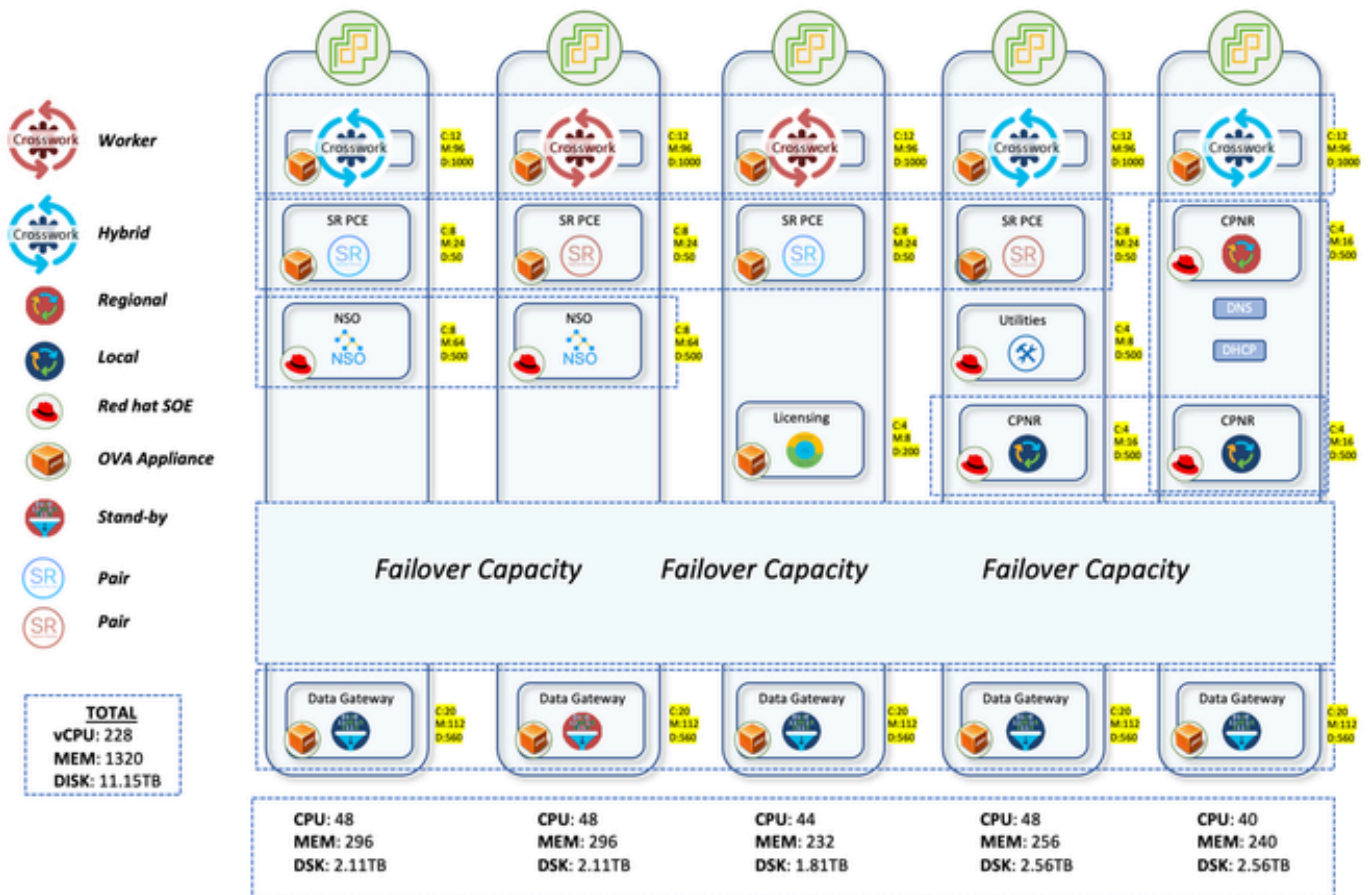 Crosswork
Worker
Crosswork
Hybrid
Regional
Local
Red hat SOE
OVA Appliance
Stand-by
SR
Pair
SR
Pair
TOTAL
vCPU: 228
MEM: 1320
DISK: 11.15TB
Crosswork
C:12
M:96
D:1000
Crosswork
C:12
M:96
D:1000
Crosswork
C:12
M:96
D:1000
Crosswork
C:12
M:96
D:1000
Crosswork
C:12
M:96
D:1000
SR PCE
SR
C:8
M:24
D:50
SR PCE
SR
C:8
M:24
D:50
SR PCE
SR
C:8
M:24
D:50
SR PCE
SR
C:8
M:24
D:50
CPNR
C:4
M:16
D:500
DNS
DHCP
NSO
NSO
C:8
M:64
D:500
NSO
NSO
C:8
M:64
D:500
Utilities
C:4
M:8
D:500
Licensing
C:4
M:8
D:200
CPNR
C:4
M:16
D:500
CPNR
C:4
M:16
D:500
Failover Capacity
Failover Capacity
Failover Capacity
Data Gateway
C:20
M:112
D:560
Data Gateway
C:20
M:112
D:560
Data Gateway
C:20
M:112
D:560
Data Gateway
C:20
M:112
D:560
Data Gateway
C:20
M:112
D:560
CPU: 48
MEM: 296
DSK: 2.11TB
CPU: 48
MEM: 296
DSK: 2.11TB
CPU: 44
MEM: 232
DSK: 1.81TB
CPU: 48
MEM: 256
DSK: 2.56TB
CPU: 40
MEM: 240
DSK: 2.56TB